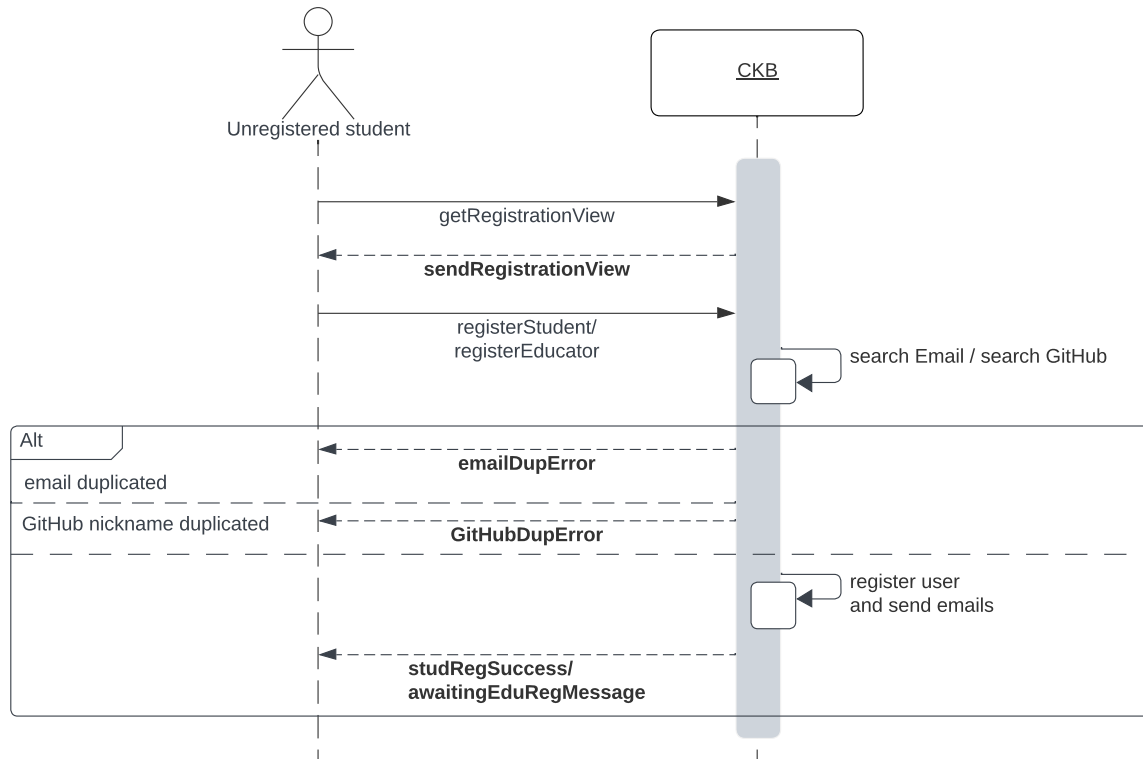 Unregistered student
CKB
getRegistrationView
sendRegistrationView
registerStudent/
registerEducator
search Email / search GitHub
Alt
emailDupError
email duplicated
GitHub nickname duplicated
GitHubDupError
register user
and send emails
studRegSuccess/
awaitingEduRegMessage